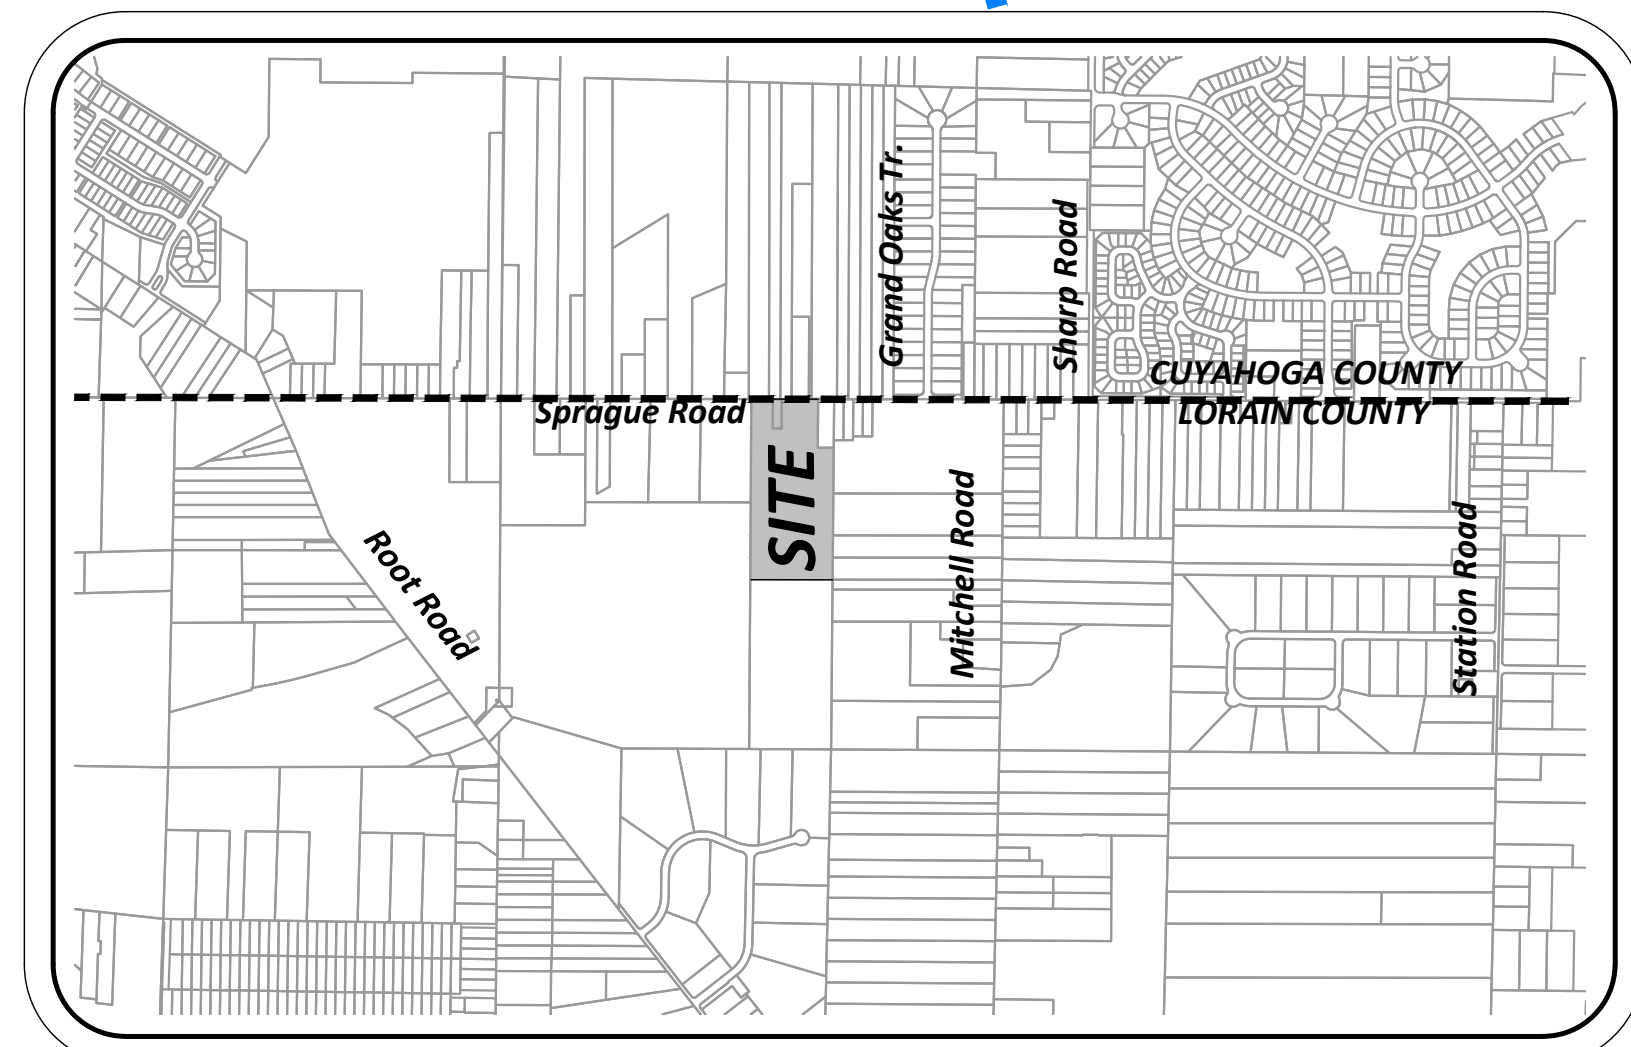 Grand Oaks Tr.
Sharp Road
CUYAHOGA COUNTY
Sprague Road
LORAIN COUNTY
SITE
Mitchell Road
Station Road
Root Road